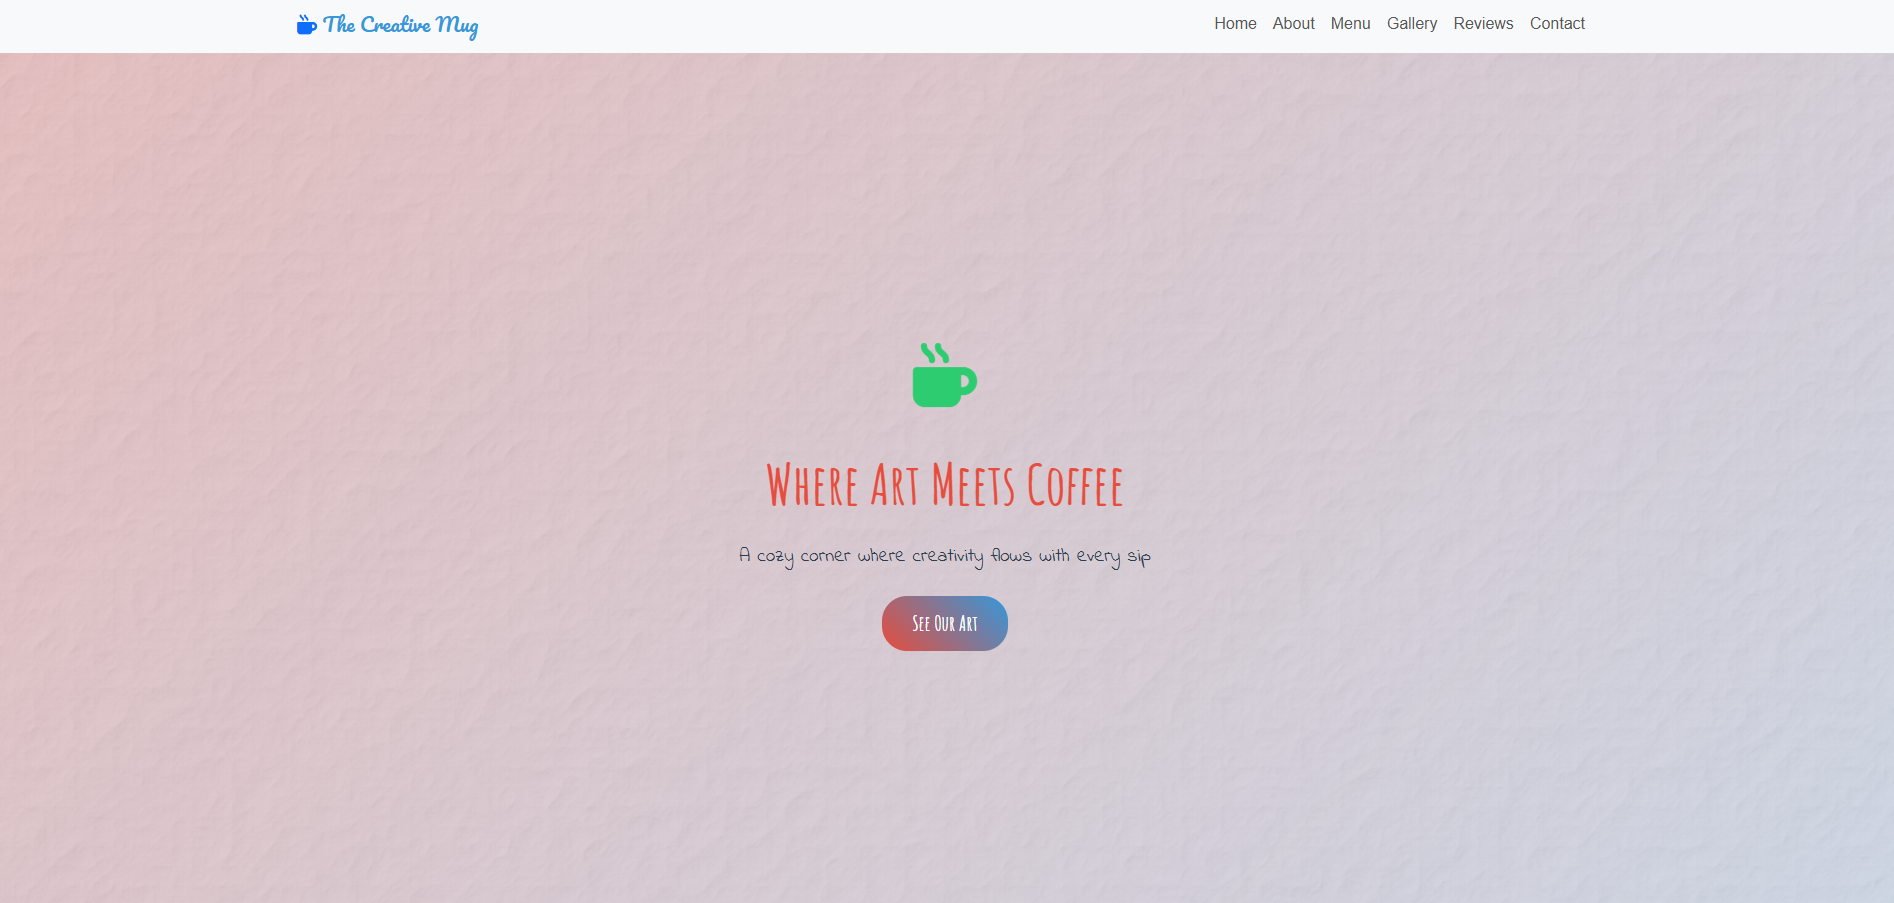 The Creative Mug
Home About Menu Gallery Reviews Contact
Where Art Meets Coffee
A cozy corner where creativity flows with every sip
See Our Art